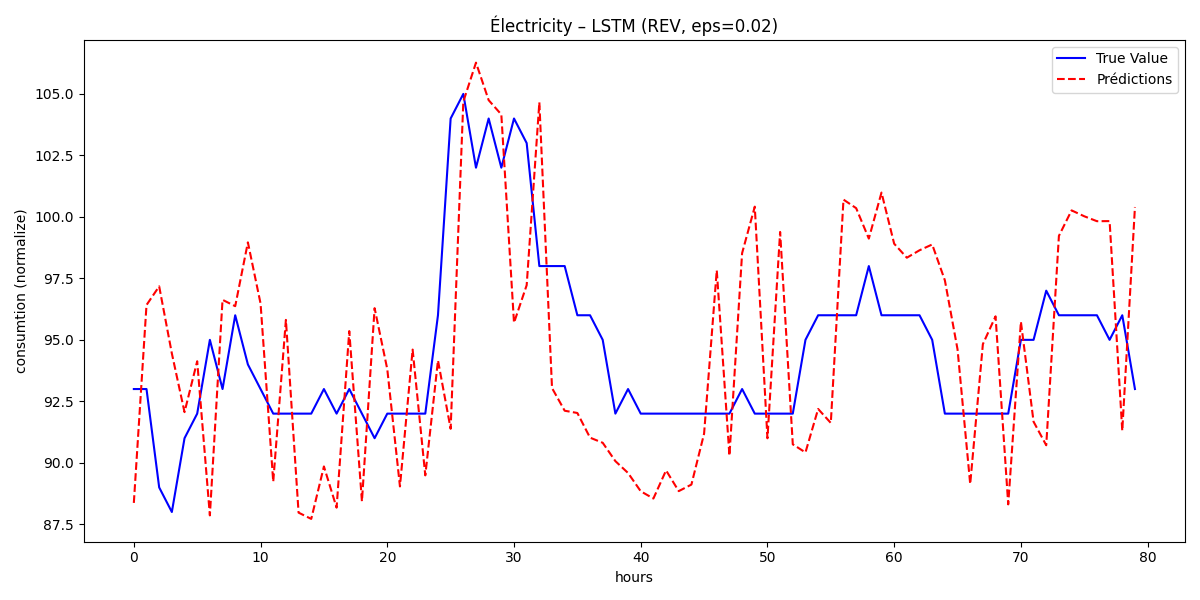 Électricity – LSTM (REV, eps=0.02)
True Value
Prédictions
consumtion (normalize)
105.0
102.5
100.0
97.5
95.0
92.5
90.0
87.5
0 10 20 30 40 50 60 70 80
hours